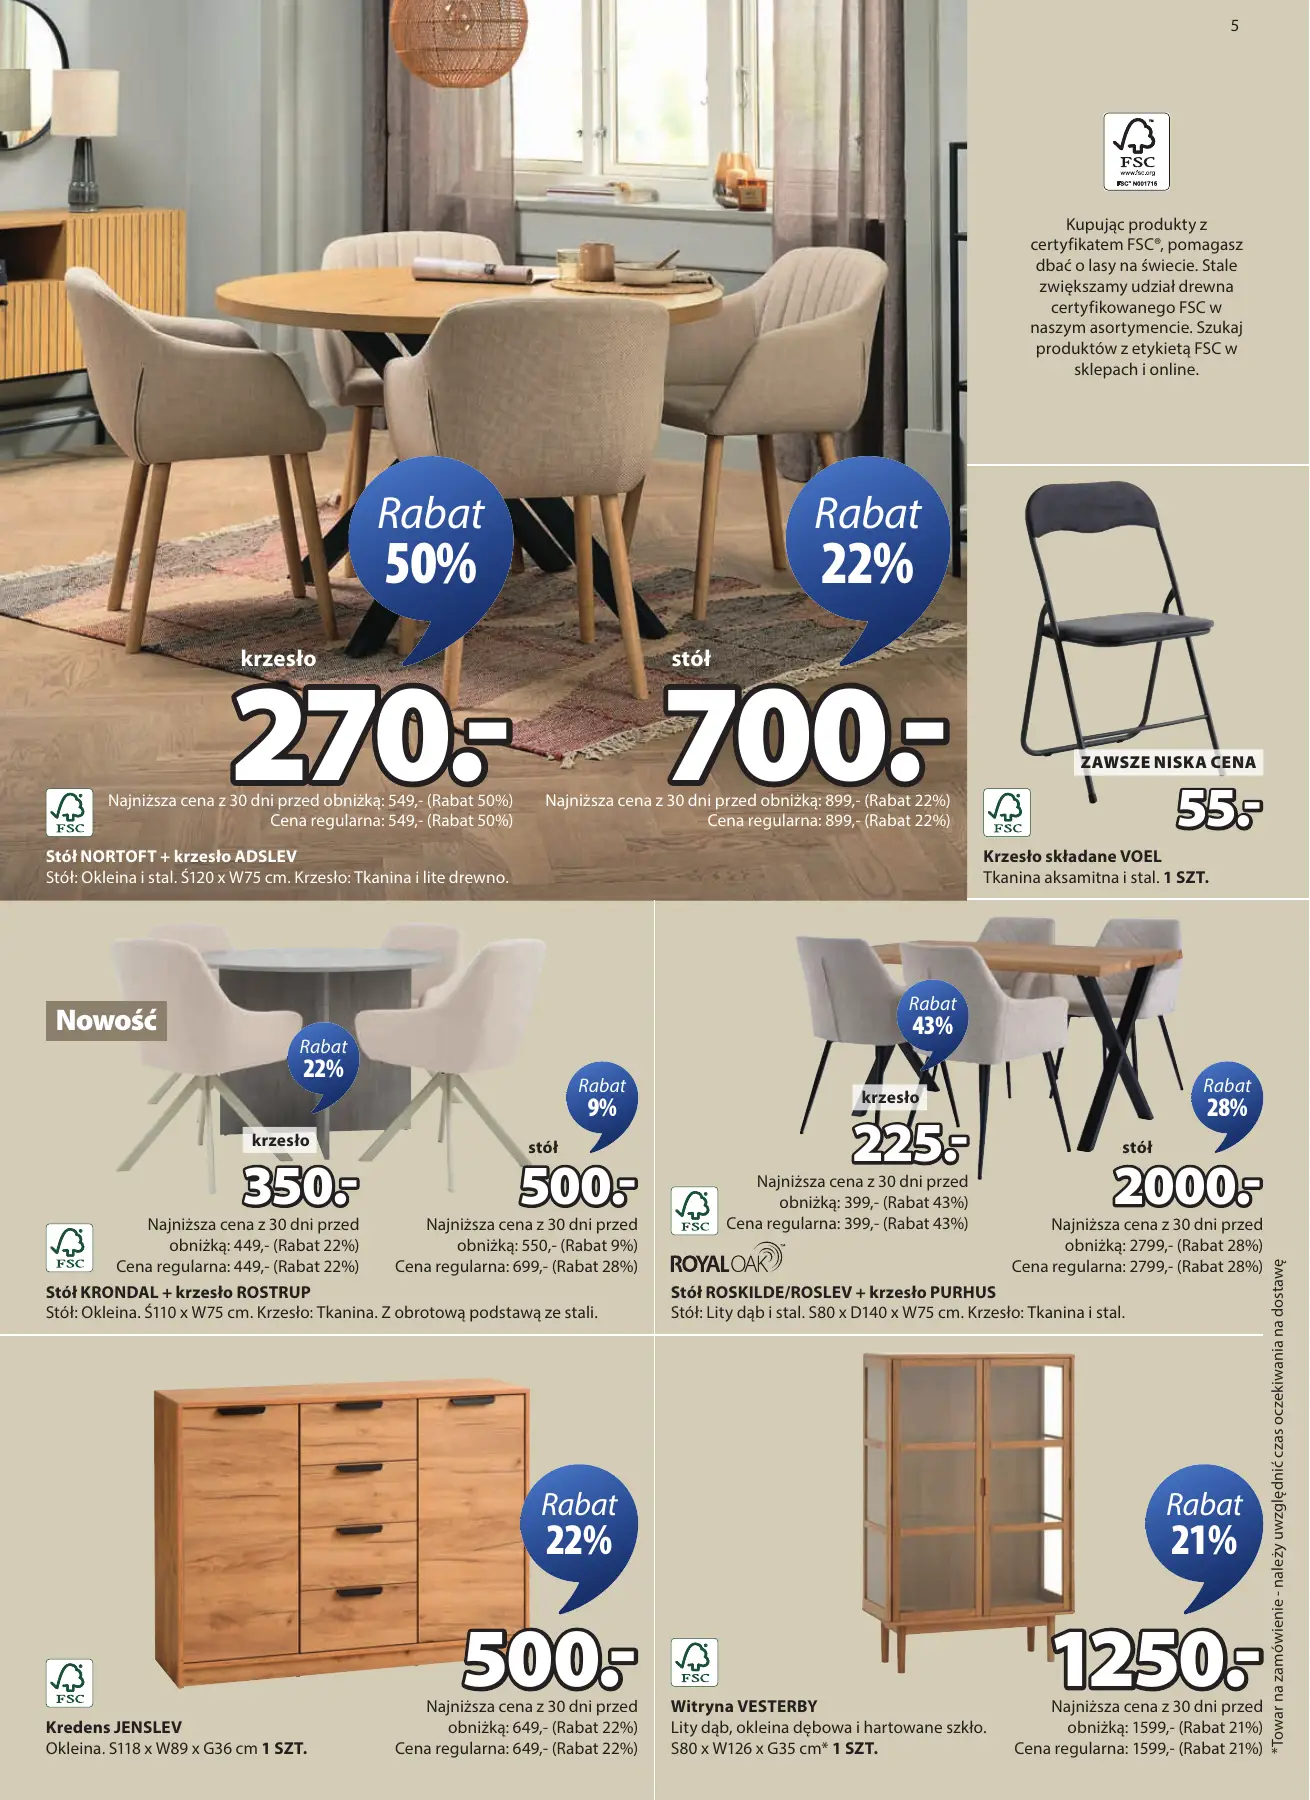 5
FSC
www.fsc.org
FSC® N001715
Kupując produkty z
certyfikatem FSC®, pomagasz
dbać o lasy na świecie. Stale
zwiększamy udział drewna
certyfikowanego FSC w
naszym asortymencie. Szukaj
produktów z etykietą FSC w
sklepach i online.
Rabat
50%
krzesło
270.-
Najniższa cena z 30 dni przed obniżką: 549,- (Rabat 50%)
Cena regularna: 549,- (Rabat 50%)
Rabat
22%
stół
700.-
Najniższa cena z 30 dni przed obniżką: 899,- (Rabat 22%)
Cena regularna: 899,- (Rabat 22%)
FSC
Stół NORTOFT + krzesło ADSLEV
Stół: Okleina i stal. Ś120 x W75 cm. Krzesło: Tkanina i lite drewno.
ZAWSZE NISKA CENA
55.-
FSC
Krzesło składane VOEL
Tkanina aksamitna i stal. 1 SZT.
Nowość
Rabat
22%
krzesło
350.-
Najniższa cena z 30 dni przed
obniżką: 449,- (Rabat 22%)
Cena regularna: 449,- (Rabat 22%)
Rabat
9%
stół
500.-
Najniższa cena z 30 dni przed
obniżką: 550,- (Rabat 9%)
Cena regularna: 699,- (Rabat 28%)
FSC
Stół KRONDAL + krzesło ROSTRUP
Stół: Okleina. Ś110 x W75 cm. Krzesło: Tkanina. Z obrotową podstawą ze stali.
Rabat
43%
krzesło
225.-
Najniższa cena z 30 dni przed
obniżką: 399,- (Rabat 43%)
Cena regularna: 399,- (Rabat 43%)
Rabat
28%
stół
2000.-
Najniższa cena z 30 dni przed
obniżką: 2799,- (Rabat 28%)
Cena regularna: 2799,- (Rabat 28%)
FSC
ROYAL OAK™
Stół ROSKILDE/ROSLEV + krzesło PURHUS
Stół: Lity dąb i stal. S80 x D140 x W75 cm. Krzesło: Tkanina i stal.
Rabat
22%
500.-
Najniższa cena z 30 dni przed
obniżką: 649,- (Rabat 22%)
Cena regularna: 649,- (Rabat 22%)
FSC
Kredens JENSLEV
Okleina. S118 x W89 x G36 cm 1 SZT.
Rabat
21%
1250.-
Najniższa cena z 30 dni przed
obniżką: 1599,- (Rabat 21%)
Cena regularna: 1599,- (Rabat 21%)
FSC
Witryna VESTERBY
Lity dąb, okleina dębowa i hartowane szkło.
S80 x W126 x G35 cm* 1 SZT.
*Towar na zamówienie - należy uwzględnić czas oczekiwania na dostawę